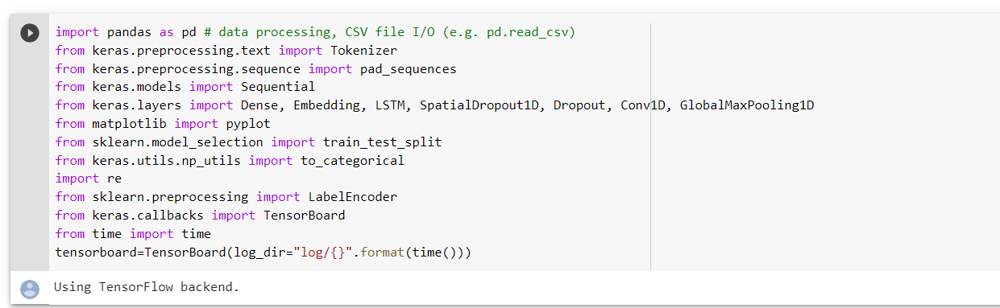 import pandas as pd # data processing, CSV file I/O (e.g. pd.read_csv)
from keras.preprocessing.text import Tokenizer
from keras.preprocessing.sequence import pad_sequences
from keras.models import Sequential
from keras.layers import Dense, Embedding, LSTM, SpatialDropout1D, Dropout, Conv1D, GlobalMaxPooling1D
from matplotlib import pyplot
from sklearn.model_selection import train_test_split
from keras.utils.np_utils import to_categorical
import re
from sklearn.preprocessing import LabelEncoder
from keras.callbacks import TensorBoard
from time import time
tensorboard=TensorBoard(log_dir="log/{}".format(time()))
Using TensorFlow backend.